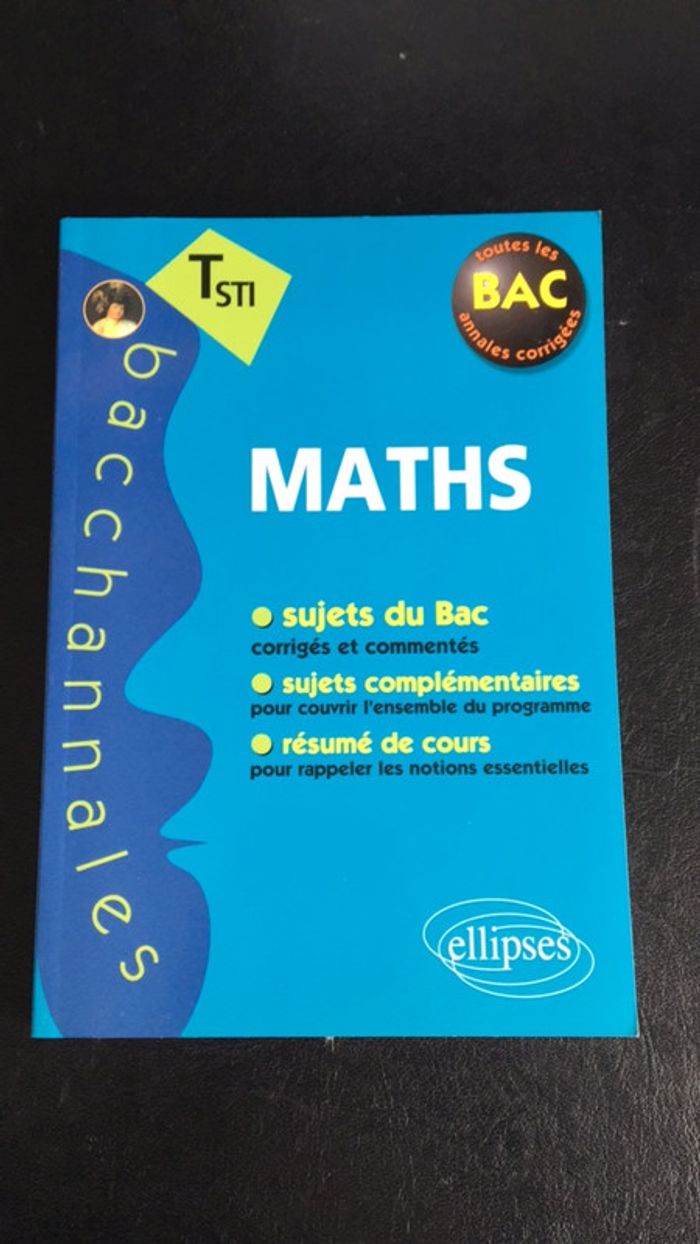 T STI
toutes les
BAC
annales corrigées
bacchannales
MATHS
sujets du Bac
corrigés et commentés
sujets complémentaires
pour couvrir l'ensemble du programme
résumé de cours
pour rappeler les notions essentielles
ellipses